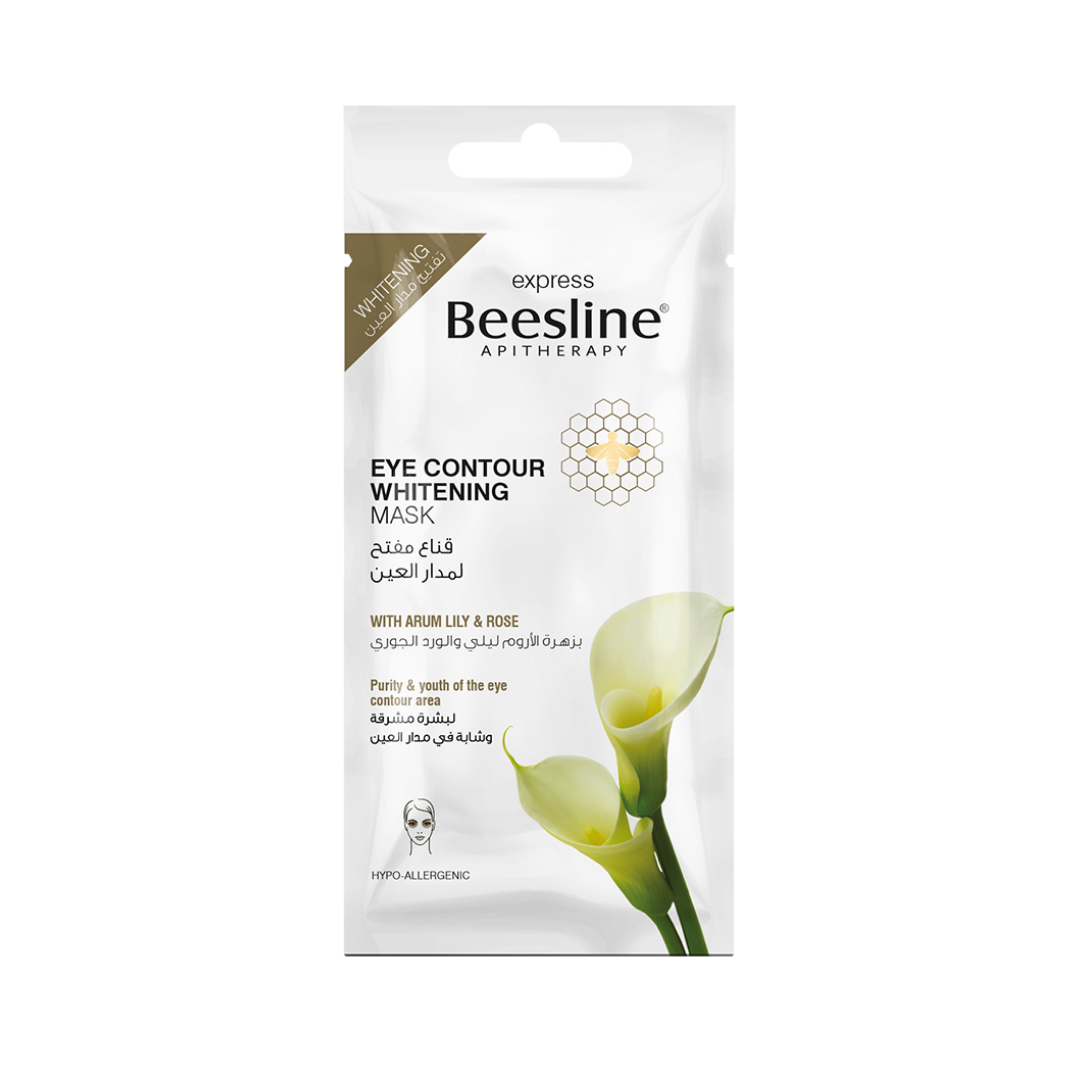 WHITENING
تفتيح مدار العين
express
Beesline®
APITHERAPY
EYE CONTOUR
WHITENING
MASK
قناع مفتح
لمدار العين
WITH ARUM LILY & ROSE
بزهرة الأروم ليلي والورد الجوري
Purity & youth of the eye
contour area
لبشرة مشرقة
وشابة في مدار العين
HYPO-ALLERGENIC